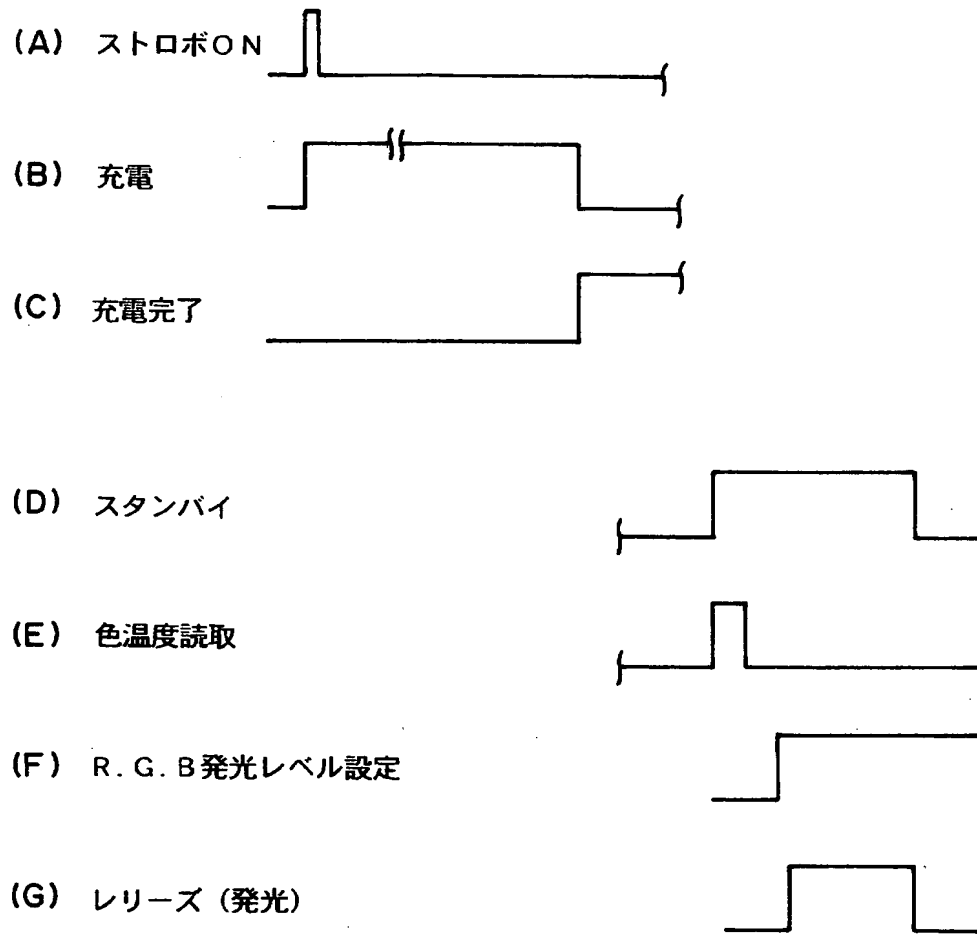 (A) ストロボON
(B) 充電
(C) 充電完了
(D) スタンバイ
(E) 色温度読取
(F) R.G.B発光レベル設定
(G) レリーズ(発光)